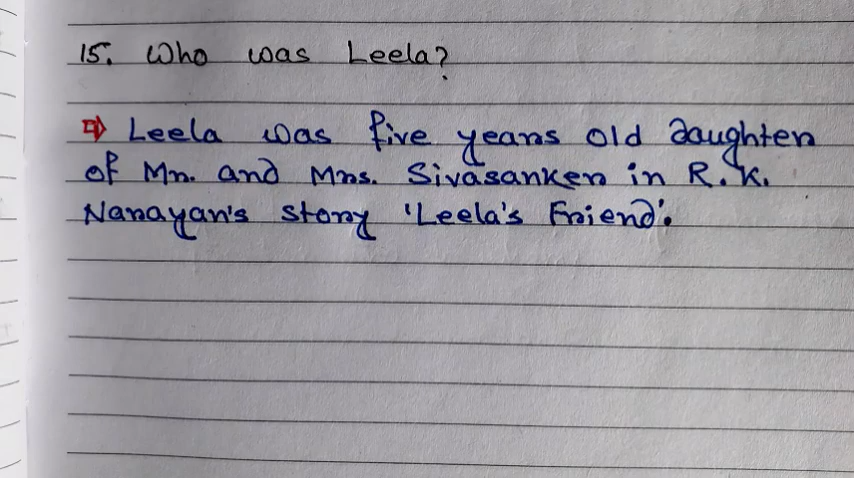 15. Who was Leela?
⇨ Leela was five years old daughter
of Mr. and Mrs. Sivasanker in R.K.
Narayan's story 'Leela's Friend'.